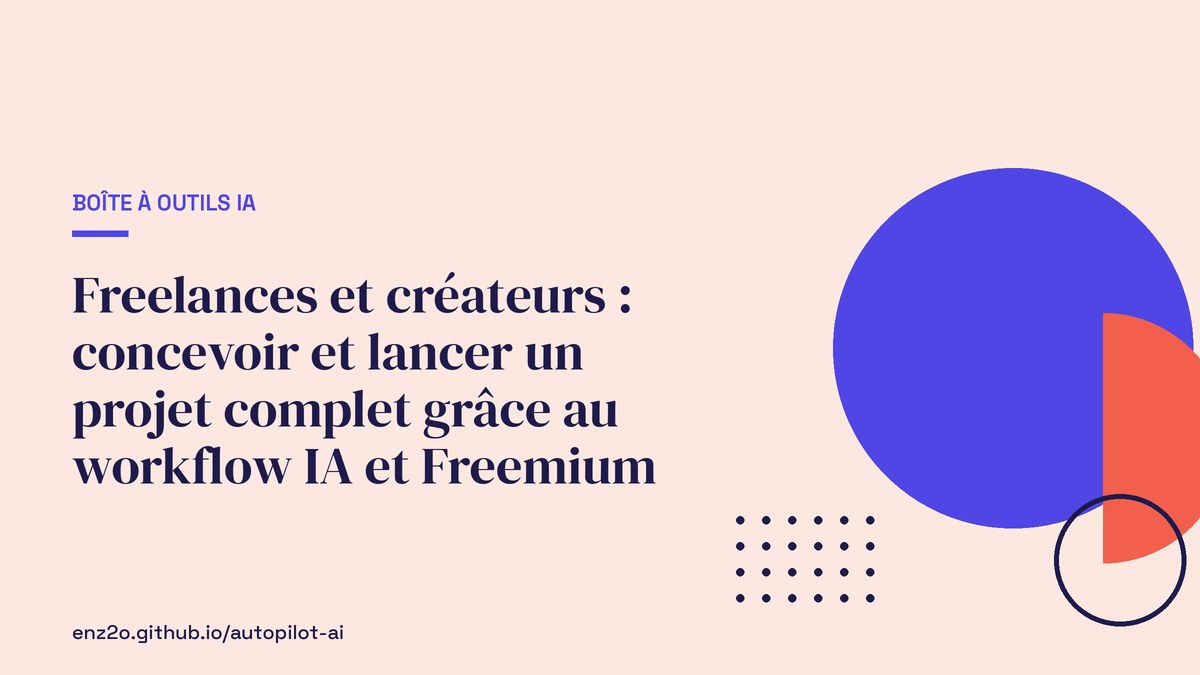 BOÎTE À OUTILS IA
Freelances et créateurs :
concevoir et lancer un
projet complet grâce au
workflow IA et Freemium
enz2o.github.io/autopilot-ai